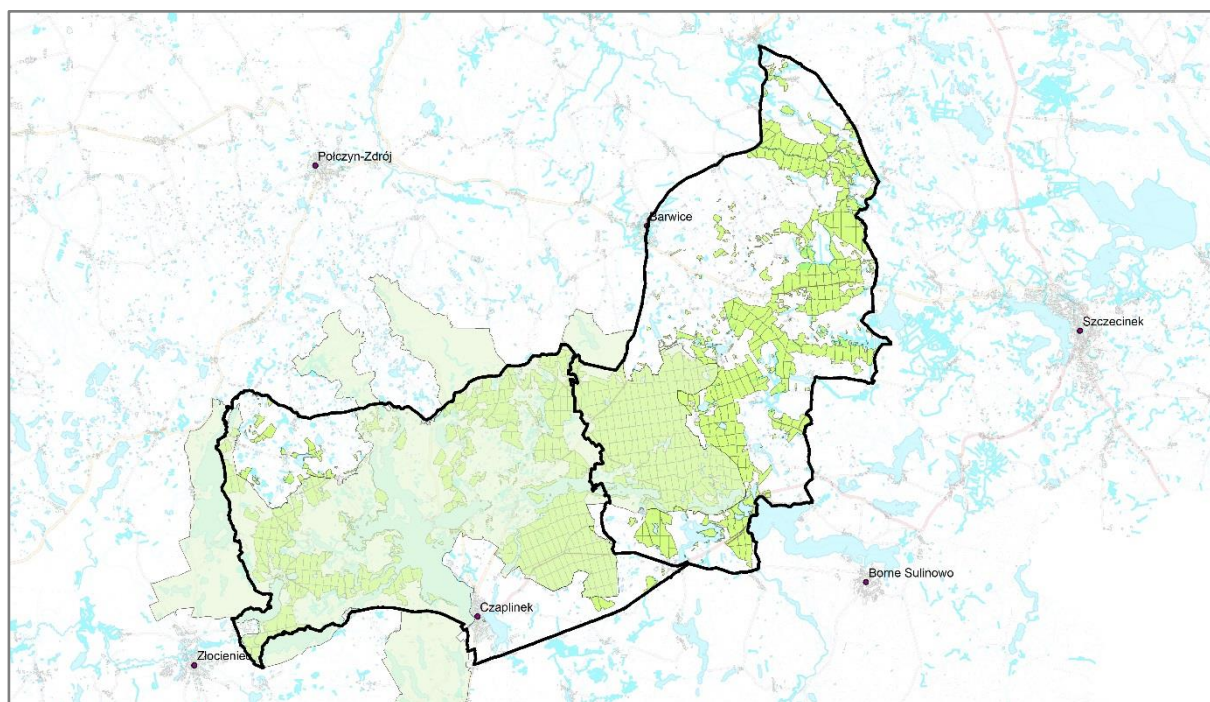 Połczyn-Zdrój
Barwice
Szczecinek
Borne Sulinowo
Czaplinek
Złocieniec